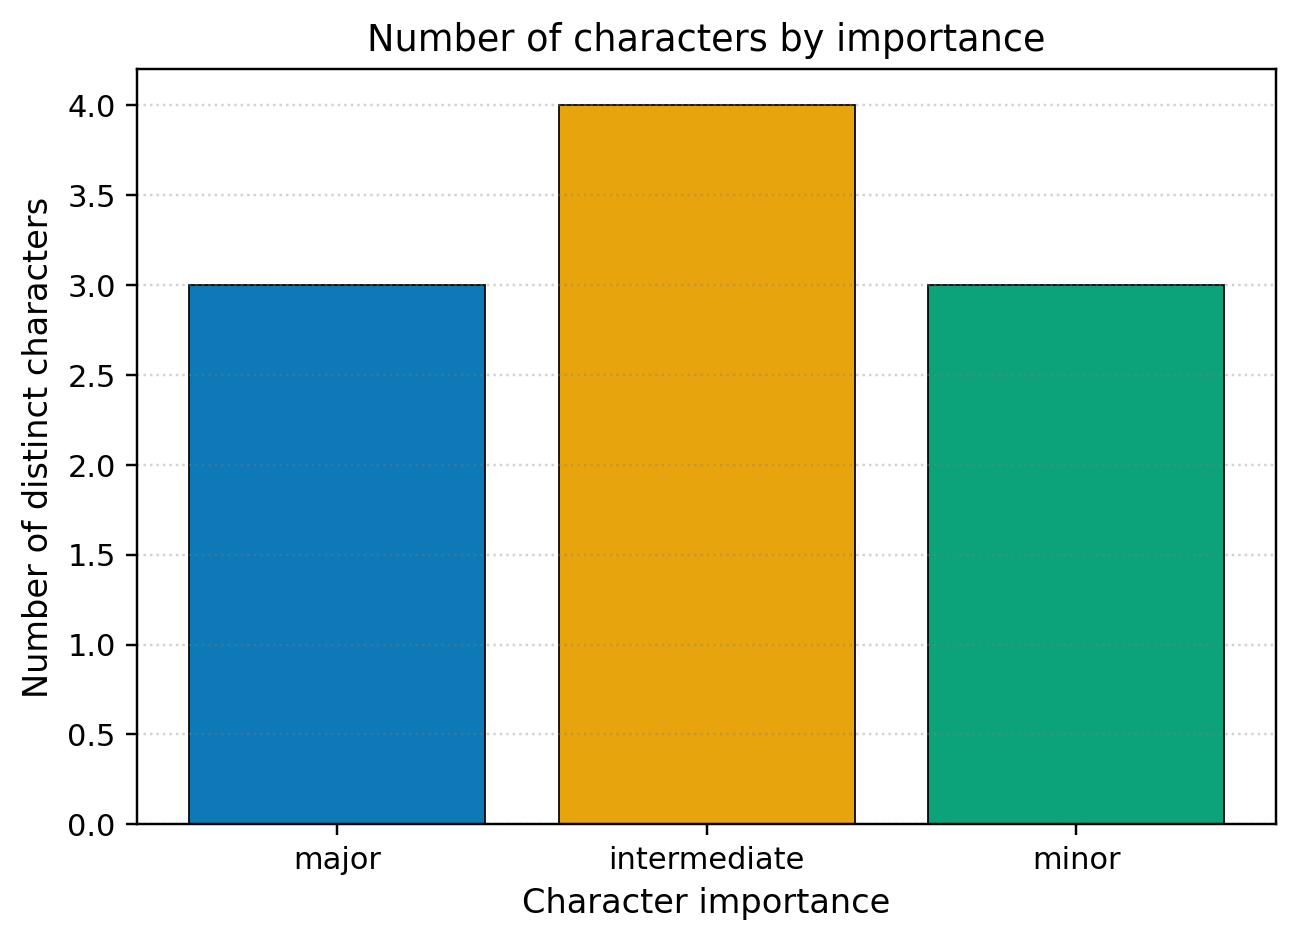 Number of characters by importance
Number of distinct characters
4.0
3.5
3.0
2.5
2.0
1.5
1.0
0.5
0.0
major
intermediate
minor
Character importance